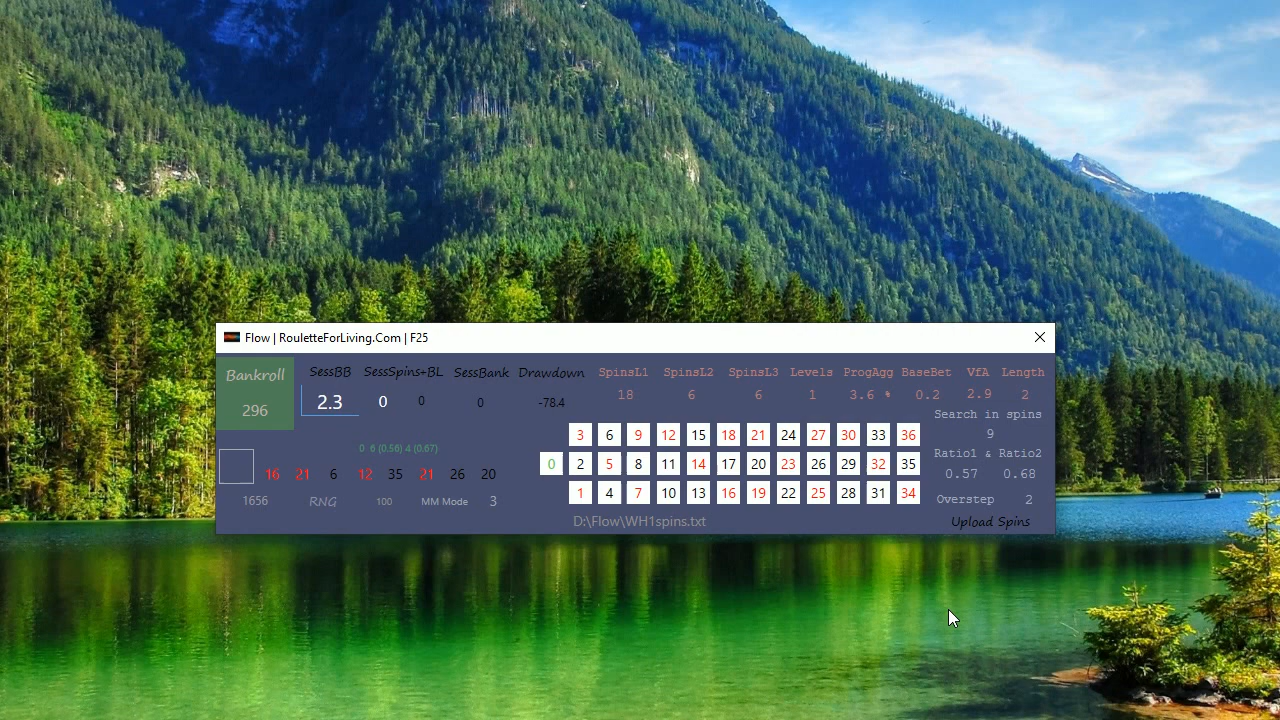 Flow | RouletteForLiving.Com | F25
Bankroll SessBB SessSpins+BL SessBank Drawdown SpinsL1 SpinsL2 SpinsL3 Levels ProgAgg BaseBet VfA Length
296 2.3 0 0 0 -78.4 18 6 6 1 3.6 % 0.2 2.9 2
Search in spins
9
3 6 9 12 15 18 21 24 27 30 33 36
0 6 (0,56) 4 (0,67)
Ratio1 & Ratio2
0 2 5 8 11 14 17 20 23 26 29 32 35
16 21 6 12 35 21 26 20
0.57 0.68
1 4 7 10 13 16 19 22 25 28 31 34
1656 RNG 100 MM Mode 3
Overstep 2
D:\Flow\WH1spins.txt
Upload Spins